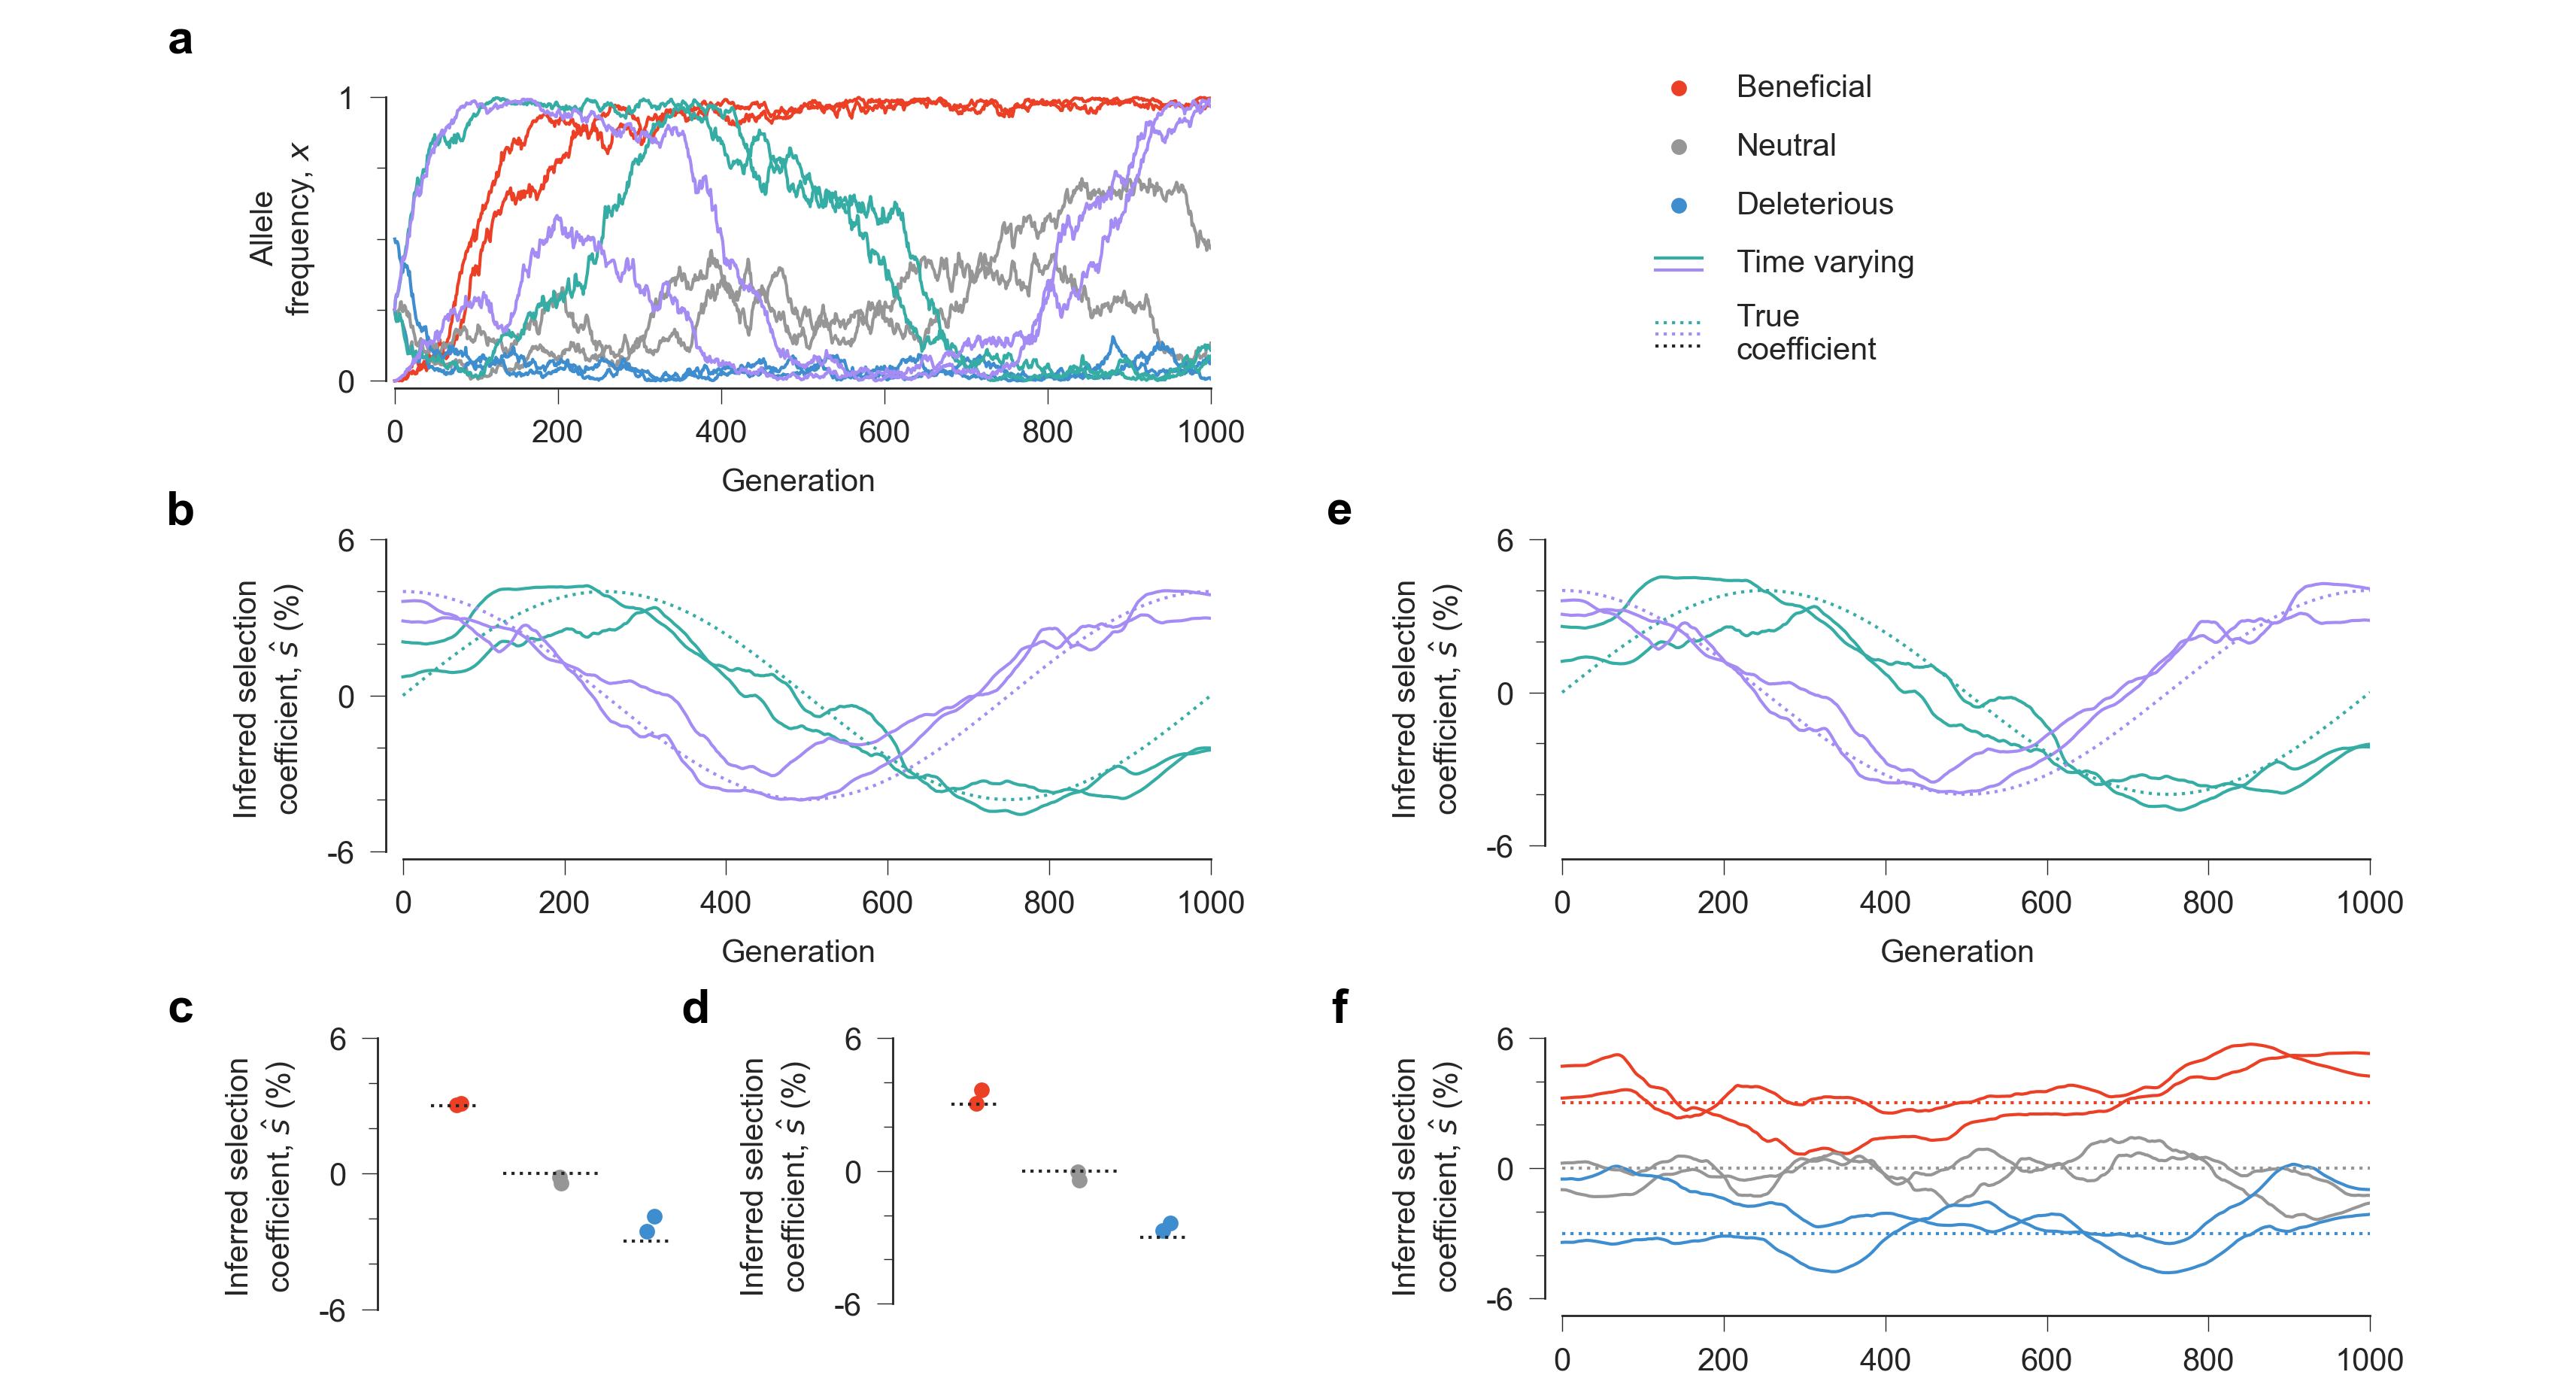 a
1
0
Allele
frequency, x
0 200 400 600 800 1000
Generation
Beneficial
Neutral
Deleterious
Time varying
True
coefficient
b
6
0
-6
Inferred selection
coefficient, ŝ (%)
0 200 400 600 800 1000
Generation
e
6
0
-6
Inferred selection
coefficient, ŝ (%)
0 200 400 600 800 1000
Generation
c
6
0
-6
Inferred selection
coefficient, ŝ (%)
d
6
0
-6
Inferred selection
coefficient, ŝ (%)
f
6
0
-6
Inferred selection
coefficient, ŝ (%)
0 200 400 600 800 1000